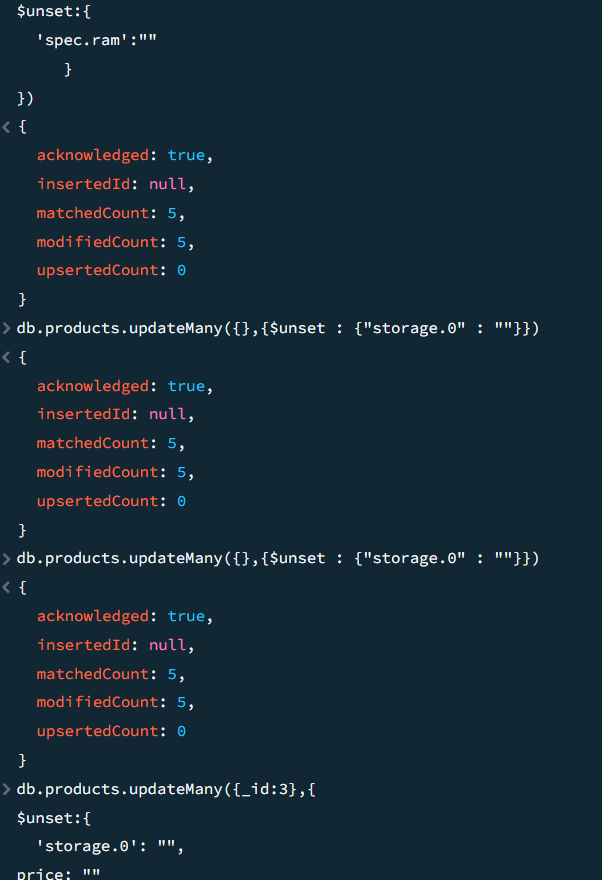 $unset:{
'spec.ram':""
}
})
< {
acknowledged: true,
insertedId: null,
matchedCount: 5,
modifiedCount: 5,
upsertedCount: 0
}
> db.products.updateMany({},{$unset : {"storage.0" : ""}})
< {
acknowledged: true,
insertedId: null,
matchedCount: 5,
modifiedCount: 5,
upsertedCount: 0
}
> db.products.updateMany({},{$unset : {"storage.0" : ""}})
< {
acknowledged: true,
insertedId: null,
matchedCount: 5,
modifiedCount: 5,
upsertedCount: 0
}
> db.products.updateMany({_id:3},{
$unset:{
'storage.0': "",
price: ""